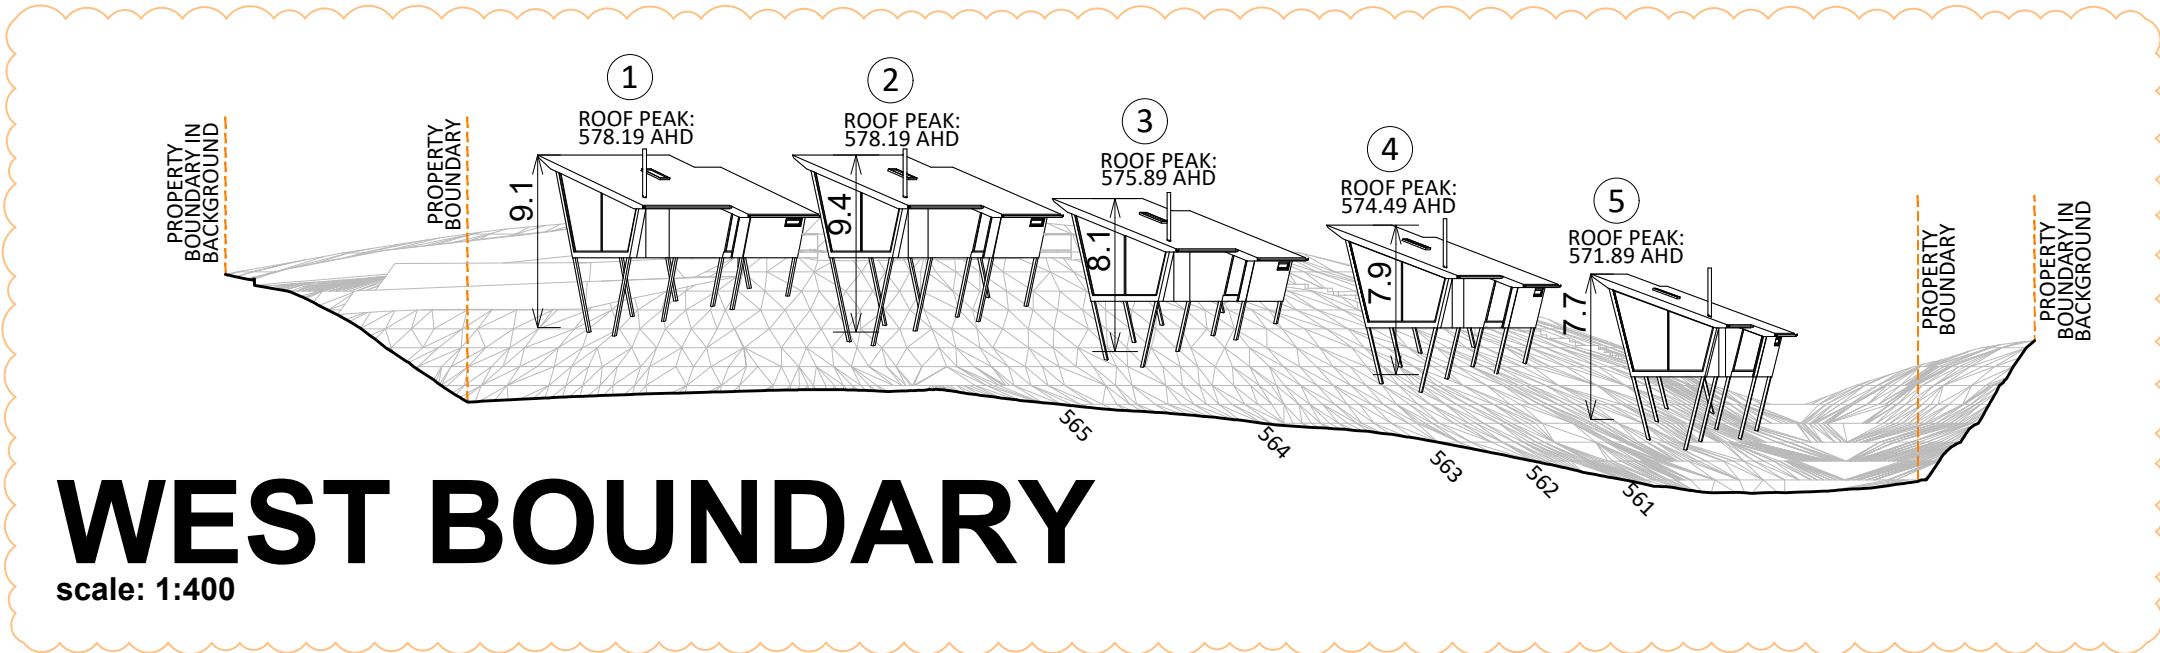 1
ROOF PEAK:
578.19 AHD
2
ROOF PEAK:
578.19 AHD
3
ROOF PEAK:
575.89 AHD
4
ROOF PEAK:
574.49 AHD
5
ROOF PEAK:
571.89 AHD
PROPERTY
BOUNDARY IN
BACKGROUND
PROPERTY
BOUNDARY
9.1
9.4
8.1
7.9
7.7
PROPERTY
BOUNDARY
PROPERTY
BOUNDARY IN
BACKGROUND
565
564
563
562
561
WEST BOUNDARY
scale: 1:400